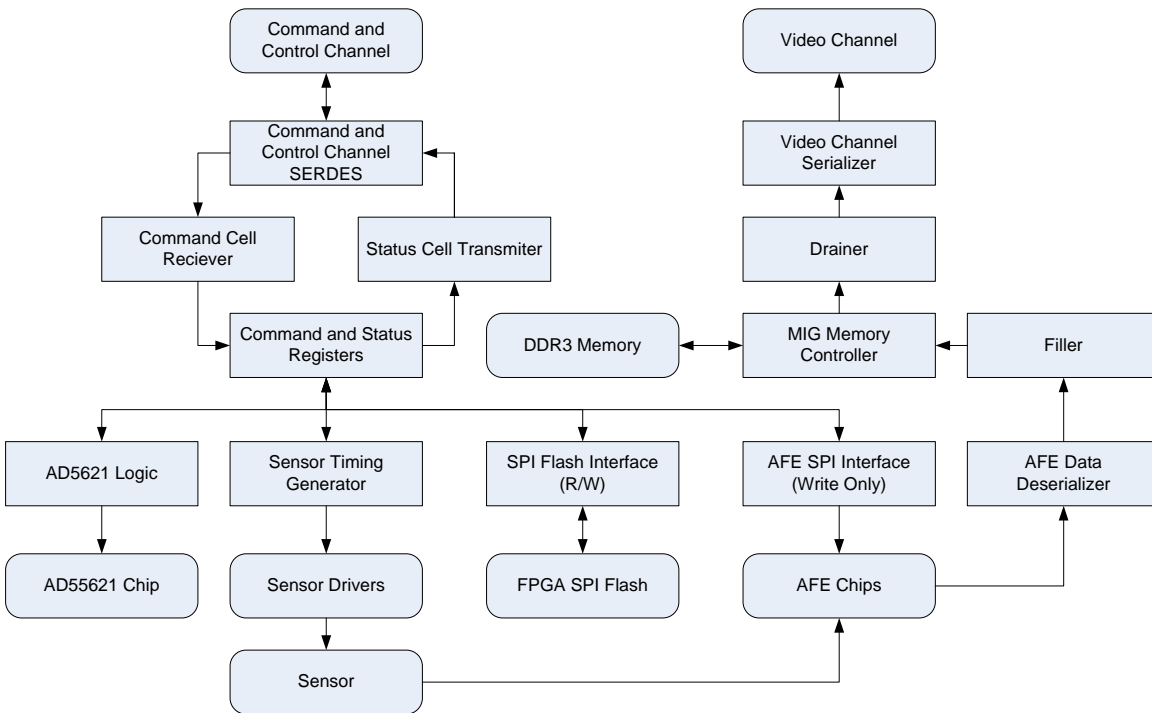 Command and
Control Channel
Video Channel
Command and
Control Channel
SERDES
Video Channel
Serializer
Command Cell
Reciever
Status Cell Transmiter
Drainer
Command and Status
Registers
DDR3 Memory
MIG Memory
Controller
Filler
AD5621 Logic
Sensor Timing
Generator
SPI Flash Interface
(R/W)
AFE SPI Interface
(Write Only)
AFE Data
Deserializer
AD55621 Chip
Sensor Drivers
FPGA SPI Flash
AFE Chips
Sensor